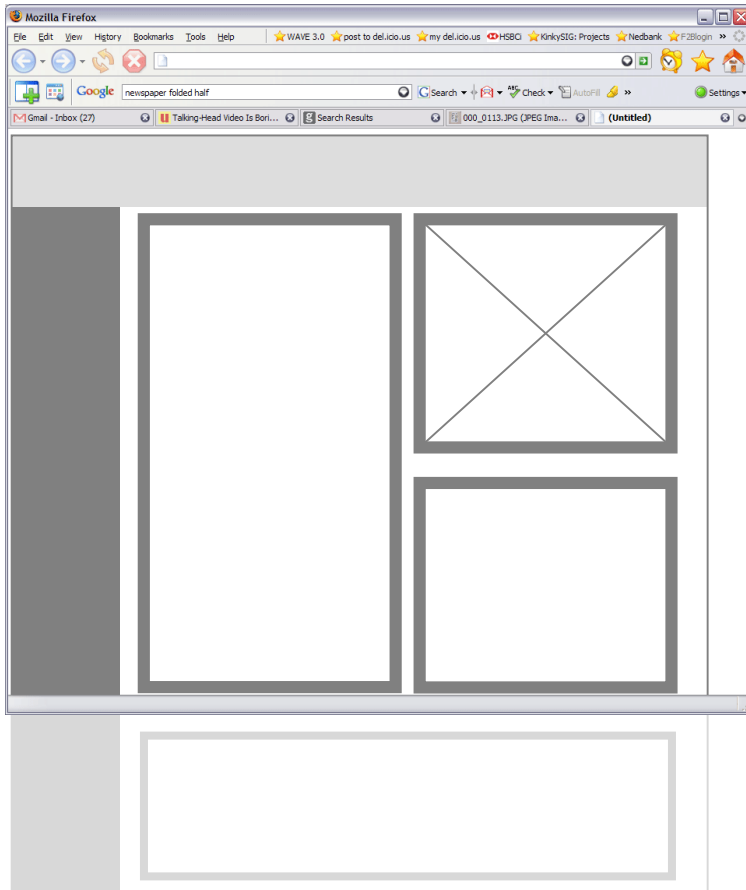 Mozilla Firefox
File Edit View History Bookmarks Tools Help WAVE 3.0 post to del.icio.us my del.icio.us HSBC KinkySIG: Projects Nedbank F2Blogin »
Google newspaper folded half Search ABC Check AutoFill » Settings
Gmail - Inbox (27) Talking-Head Video Is Bori... Search Results 000_0113.JPG (JPEG Ima... (Untitled)